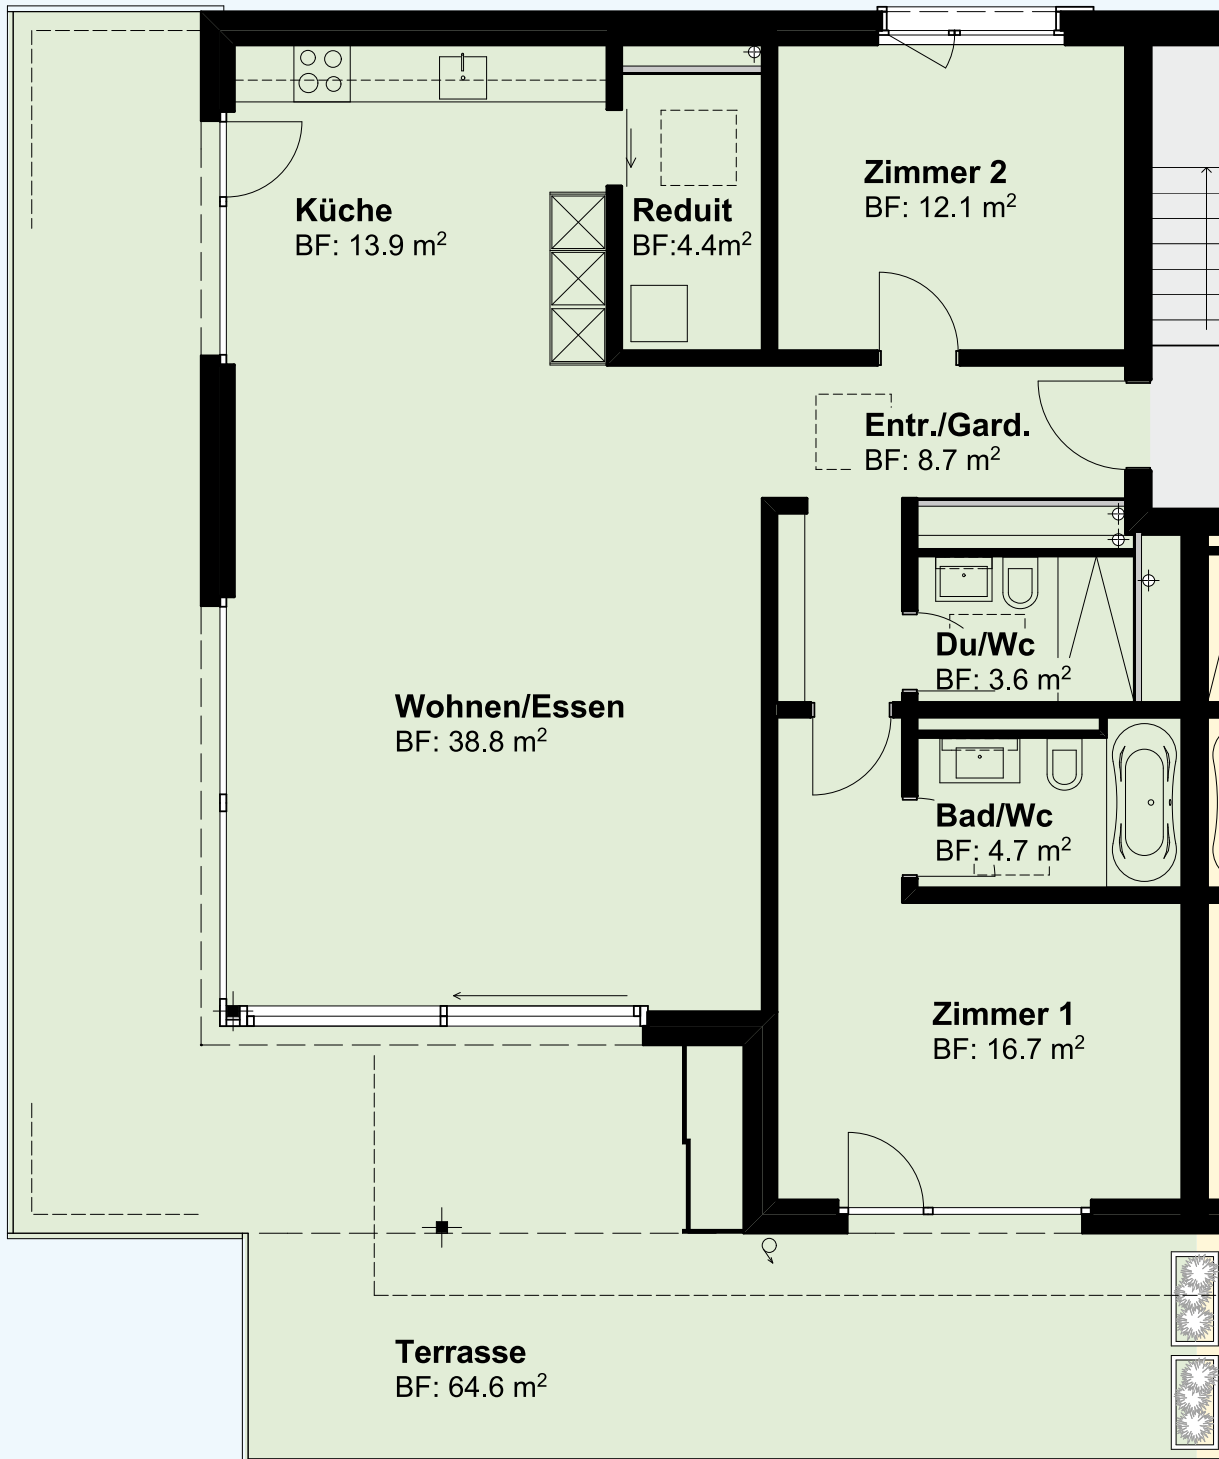 Zimmer 2
BF: 12.1 m²
Küche
BF: 13.9 m²
Reduit
BF:4.4m²
Entr./Gard.
BF: 8.7 m²
Du/Wc
BF: 3.6 m²
Wohnen/Essen
BF: 38.8 m²
Bad/Wc
BF: 4.7 m²
Zimmer 1
BF: 16.7 m²
Terrasse
BF: 64.6 m²